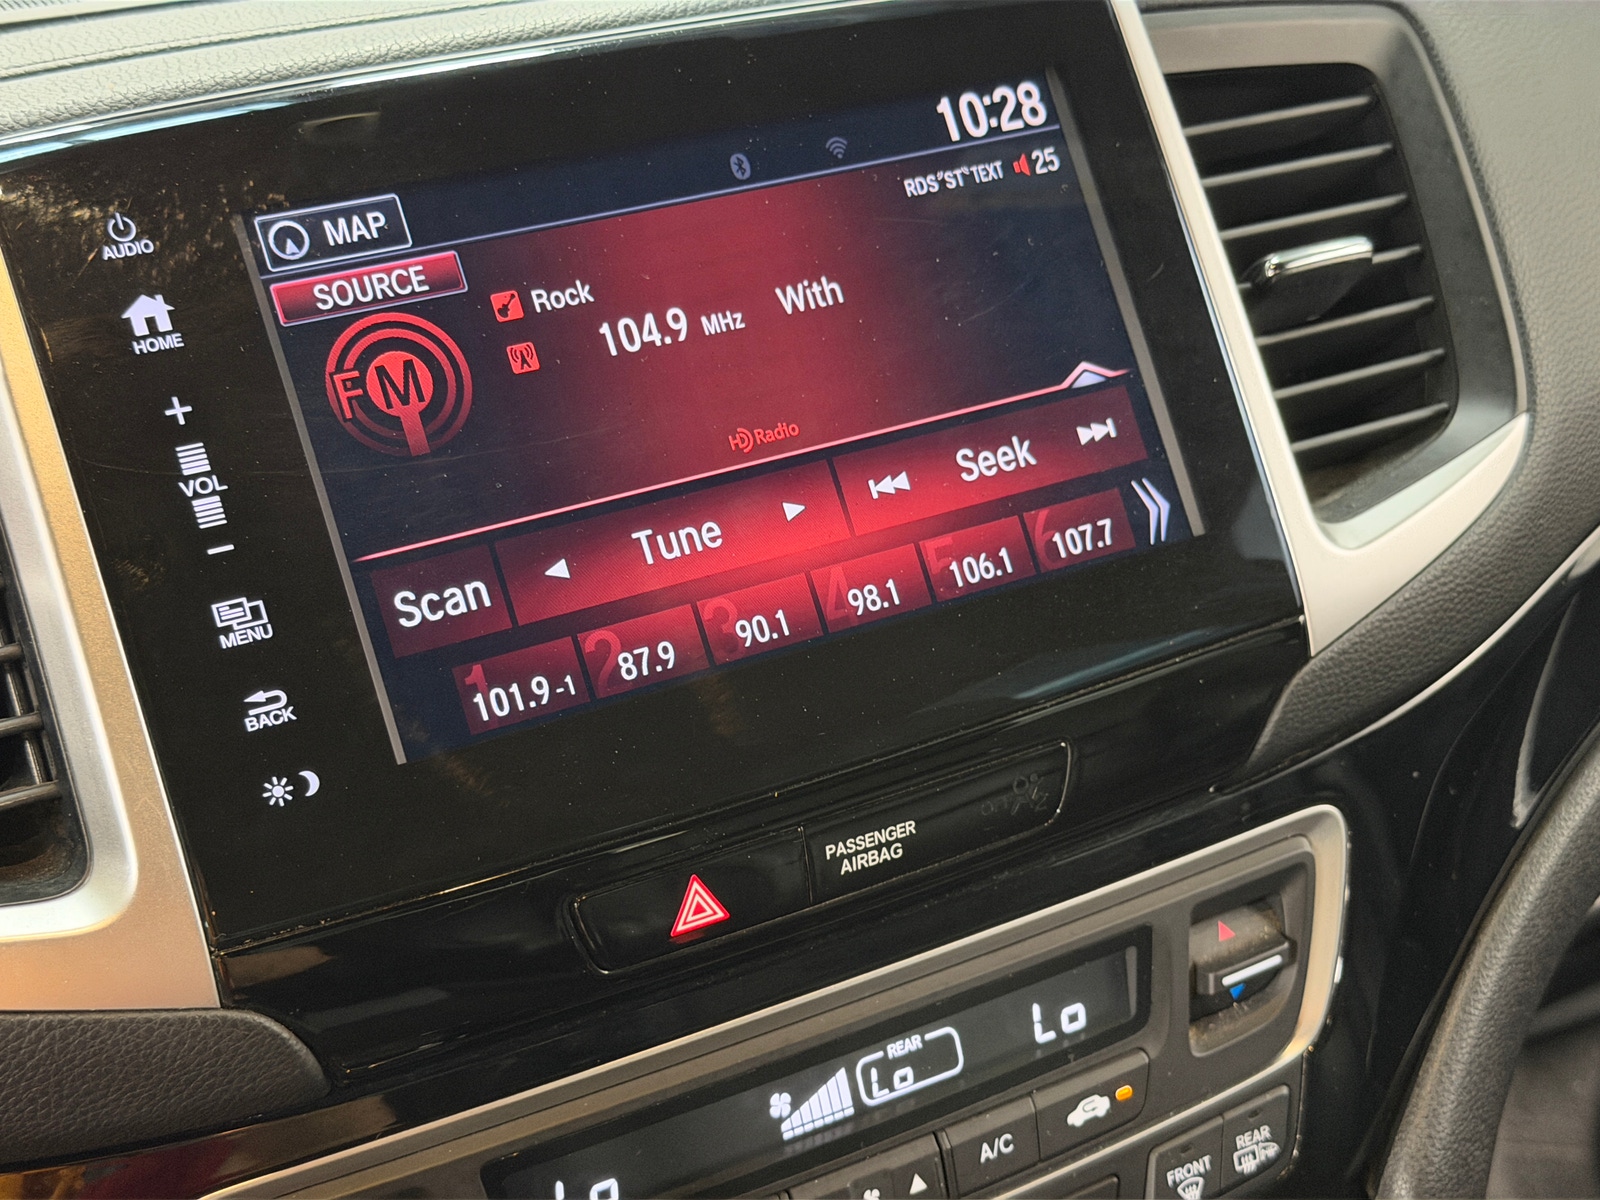 10:28
RDS ST TEXT 25
MAP
SOURCE
AUDIO
HOME
+
VOL
-
MENU
BACK
Rock
104.9 MHz With
FM
HD Radio
Scan Tune Seek
1 101.9-1
2 87.9
3 90.1
4 98.1
5 106.1
6 107.7
PASSENGER
AIRBAG
REAR
Lo
Lo
Lo
A/C
FRONT
REAR